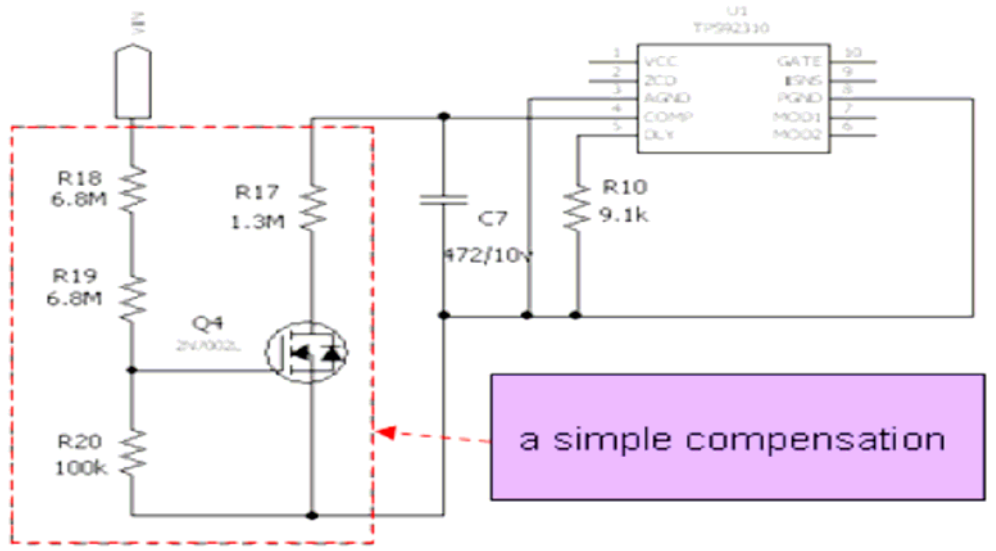 VIN
U1
TPS92310
1 VCC GATE 10
2 ZCD ISNS 9
3 AGND PGND 8
4 COMP MOD1 7
5 DLY MOD2 6
R18
6.8M
R17
1.3M
R10
9.1k
C7
472/10v
R19
6.8M
Q4
2N7002L
R20
100k
a simple compensation